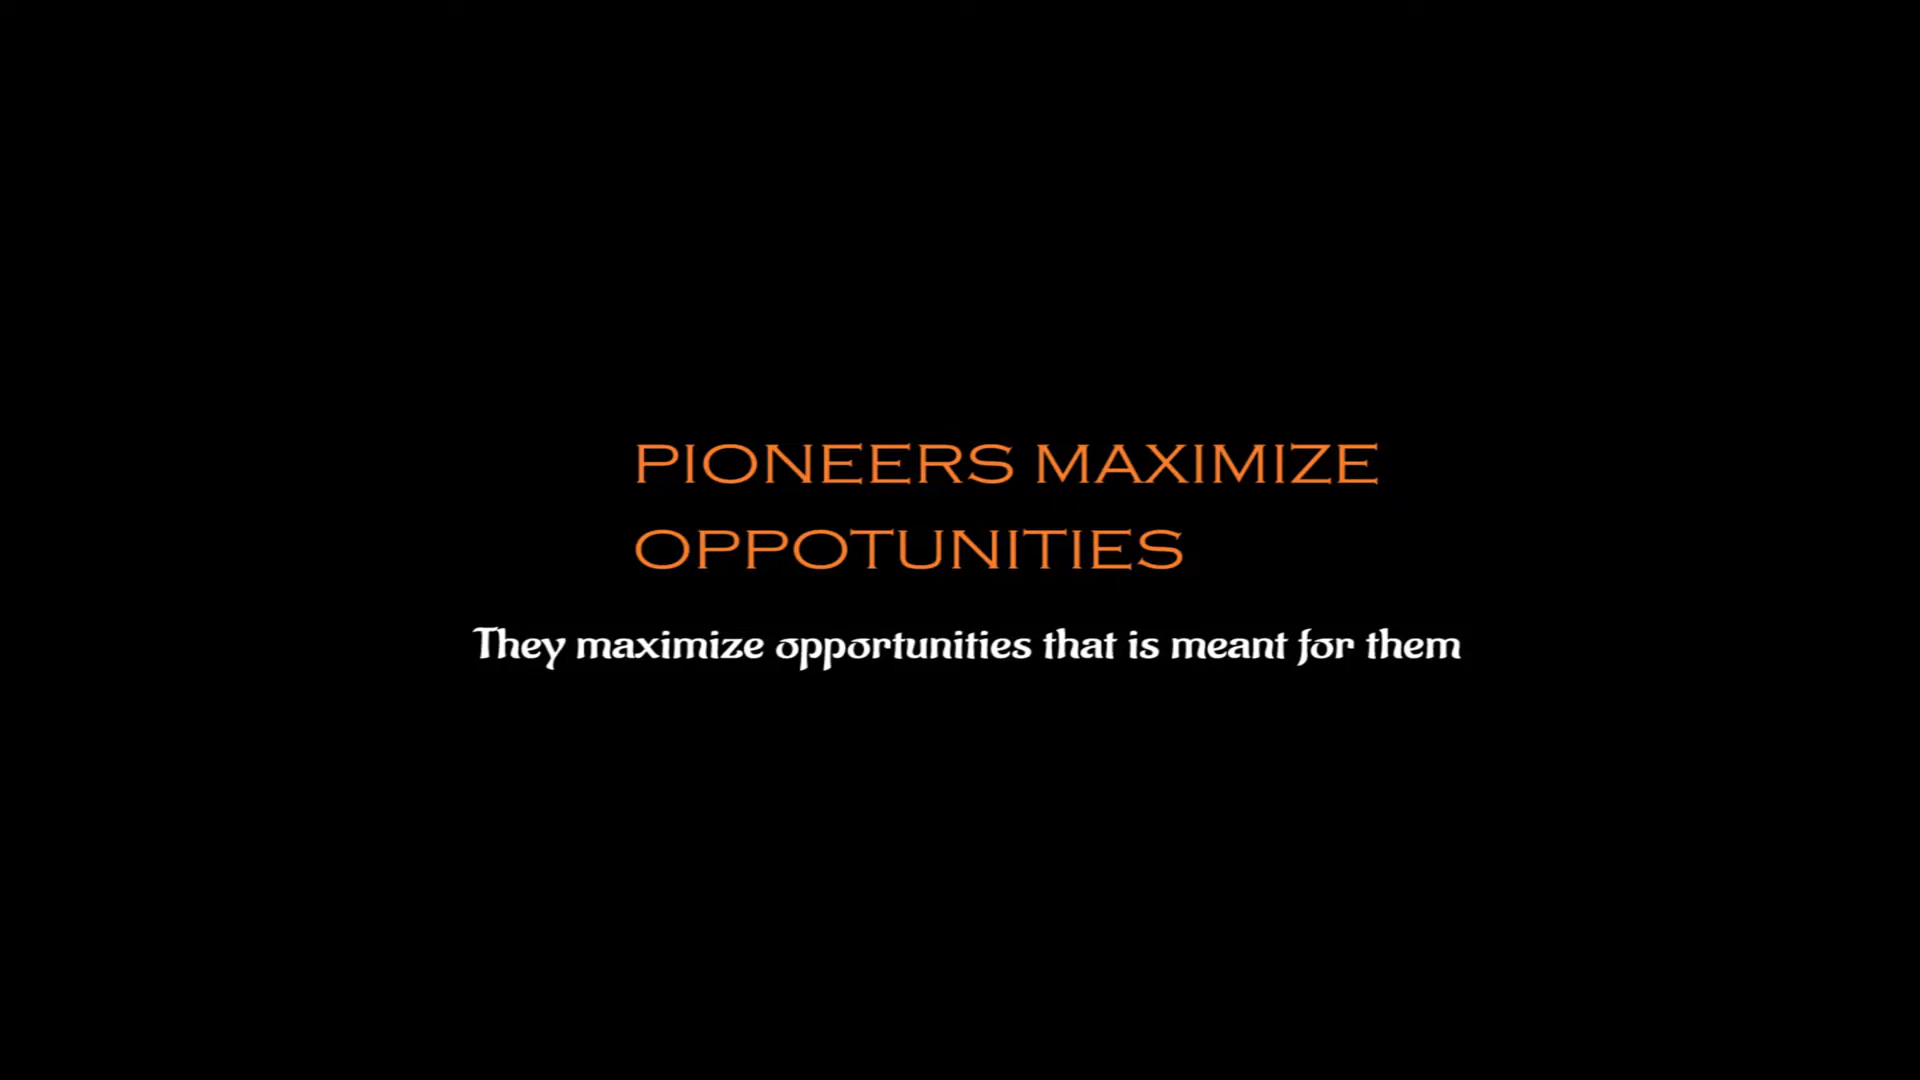 PIONEERS MAXIMIZE
OPPOTUNITIES
They maximize opportunities that is meant for them